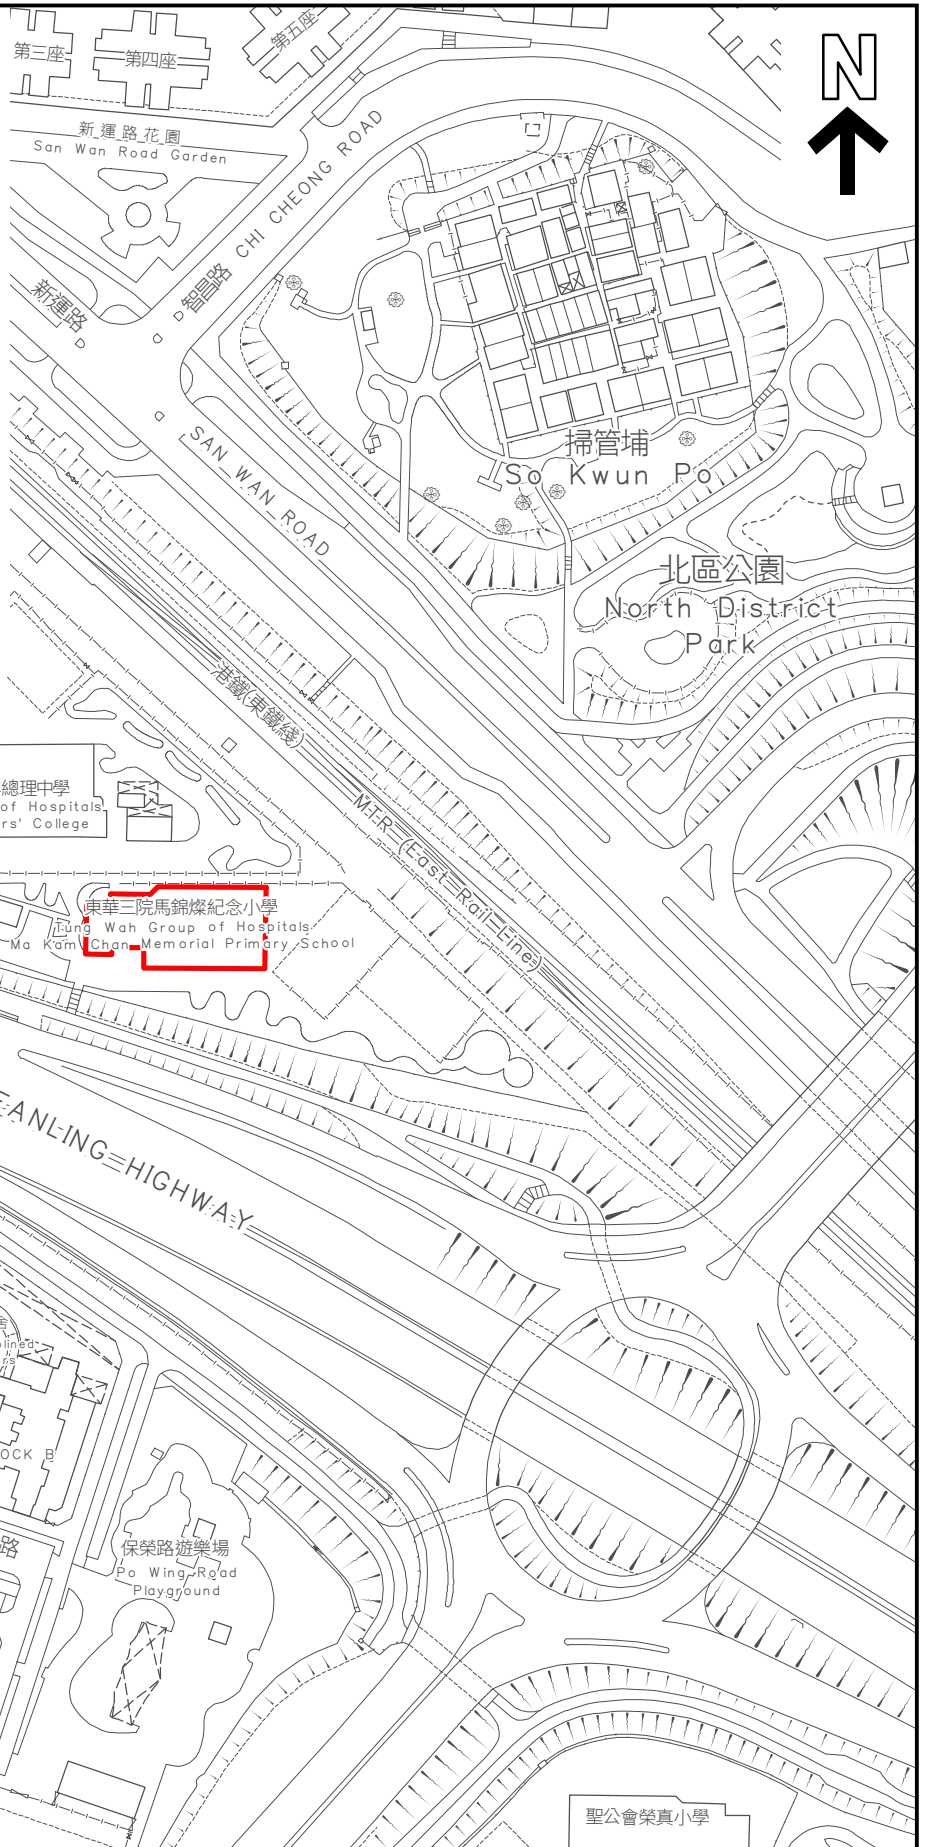 N
第三座
第四座
第五座
新運路花園
San Wan Road Garden
智昌路 CHI CHEONG ROAD
新運路
SAN WAN ROAD
掃管埔
So Kwun Po
北區公園
North District
Park
港鐵(東鐵綫)
MTR (East Rail Line)
總理中學
of Hospitals
rs' College
東華三院馬錦燦紀念小學
Tung Wah Group of Hospitals
Ma Kam Chan Memorial Primary School
FANLING HIGHWAY
舍
plined
rs
OCK B
路
保榮路遊樂場
Po Wing Road
Playground
聖公會榮真小學